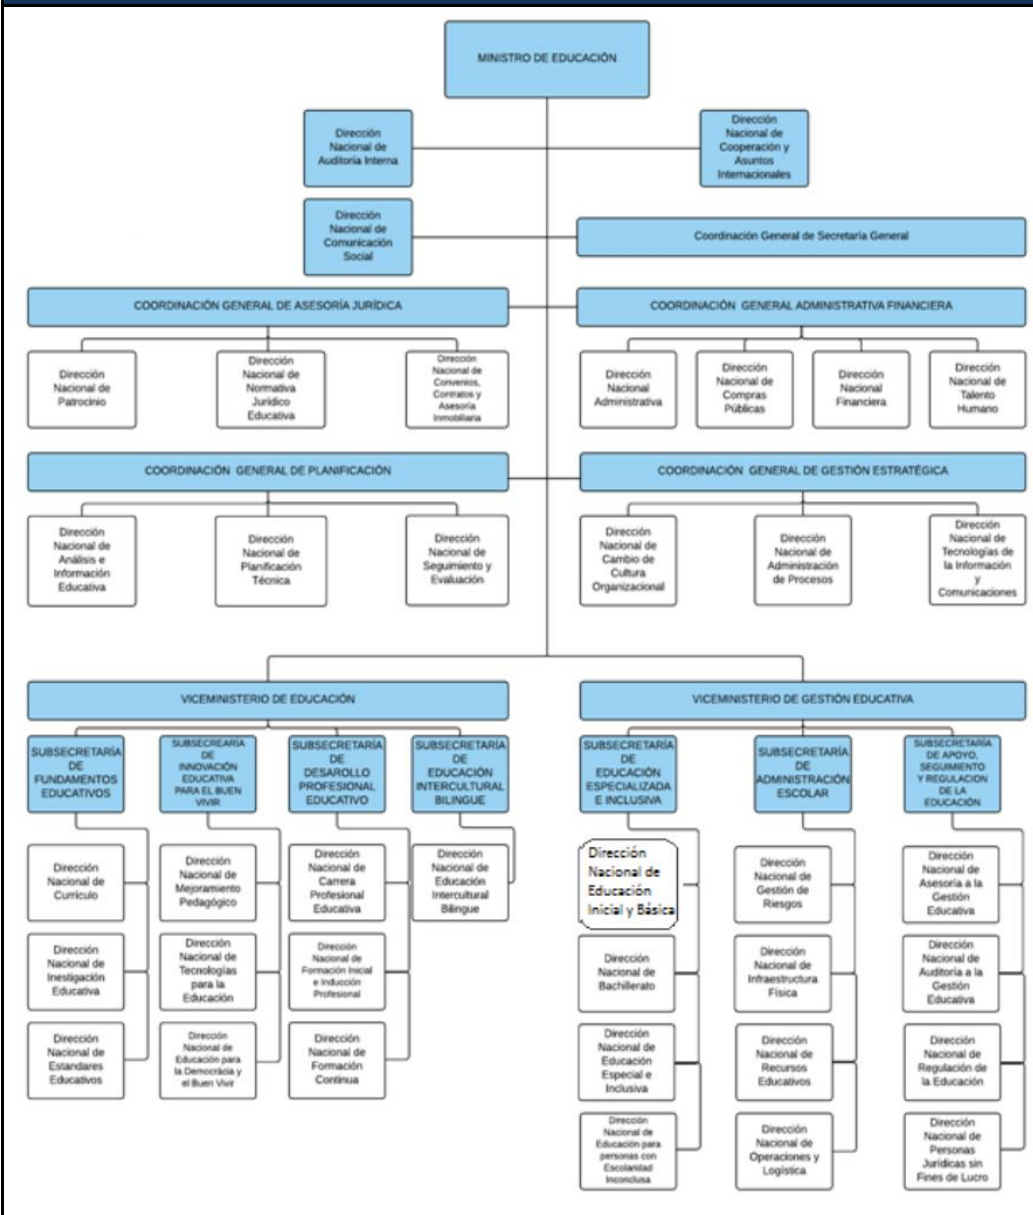 MINISTRO DE EDUCACIÓN
Dirección
Nacional de
Auditoría Interna
Dirección
Nacional de
Cooperación y
Asuntos
Internacionales
Dirección
Nacional de
Comunicación
Social
Coordinación General de Secretaría General
COORDINACIÓN GENERAL DE ASESORÍA JURÍDICA
COORDINACIÓN GENERAL ADMINISTRATIVA FINANCIERA
Dirección
Nacional de
Patrocinio
Dirección
Nacional de
Normativa
Jurídico
Educativa
Dirección
Nacional de
Convenios,
Contratos y
Asesoría
Inmobiliaria
Dirección
Nacional
Administrativa
Dirección
Nacional de
Compras
Públicas
Dirección
Nacional
Financiera
Dirección
Nacional de
Talento
Humano
COORDINACIÓN GENERAL DE PLANIFICACIÓN
COORDINACIÓN GENERAL DE GESTIÓN ESTRATÉGICA
Dirección
Nacional de
Análisis e
Información
Educativa
Dirección
Nacional de
Planificación
Técnica
Dirección
Nacional de
Seguimiento y
Evaluación
Dirección
Nacional de
Cambio de
Cultura
Organizacional
Dirección
Nacional de
Administración
de Procesos
Dirección
Nacional de
Tecnologías de
la Información
y
Comunicaciones
VICEMINISTERIO DE EDUCACIÓN
VICEMINISTERIO DE GESTIÓN EDUCATIVA
SUBSECRETARÍA
DE
FUNDAMENTOS
EDUCATIVOS
SUBSECREARÍA
DE
INNOVACIÓN
EDUCATIVA
PARA EL BUEN
VIVIR
SUBSECRETARÍA
DE
DESAROLLO
PROFESIONAL
EDUCATIVO
SUBSECRETARÍA
DE
EDUCACIÓN
INTERCULTURAL
BILINGUE
SUBSECRETARÍA
DE
EDUCACIÓN
ESPECIALIZADA
E INCLUSIVA
SUBSECRETARÍA
DE
ADMINISTRACIÓN
ESCOLAR
SUBSECRETARÍA
DE APOYO,
SEGUIMIENTO
Y REGULACION
DE LA
EDUCACIÓN
Dirección
Nacional de
Currículo
Dirección
Nacional de
Mejoramiento
Pedagógico
Dirección
Nacional de
Carrera
Profesional
Educativa
Dirección
Nacional de
Educación
Intercultural
Bilingue
Dirección
Nacional de
Educación
Inicial y Básica
Dirección
Nacional de
Gestión de
Riesgos
Dirección
Nacional de
Asesoría a la
Gestión
Educativa
Dirección
Nacional de
Inestigación
Educativa
Dirección
Nacional de
Tecnologías
para la
Educación
Dirección
Nacional de
Formación Inicial
e Inducción
Profesional
Dirección
Nacional de
Bachillerato
Dirección
Nacional de
Infraestructura
Física
Dirección
Nacional de
Auditoría a la
Gestión
Educativa
Dirección
Nacional de
Estandares
Educativos
Dirección
Nacional de
Educación para
la Democrácia y
el Buen Vivir
Dirección
Nacional de
Formación
Continua
Dirección
Nacional de
Educación
Especial e
Inclusiva
Dirección
Nacional de
Recursos
Educativos
Dirección
Nacional de
Regulación de
la Educación
Dirección
Nacional de
Educación para
personas con
Escolaridad
Inconclusa
Dirección
Nacional de
Operaciones y
Logística
Dirección
Nacional de
Personas
Jurídicas sin
Fines de Lucro